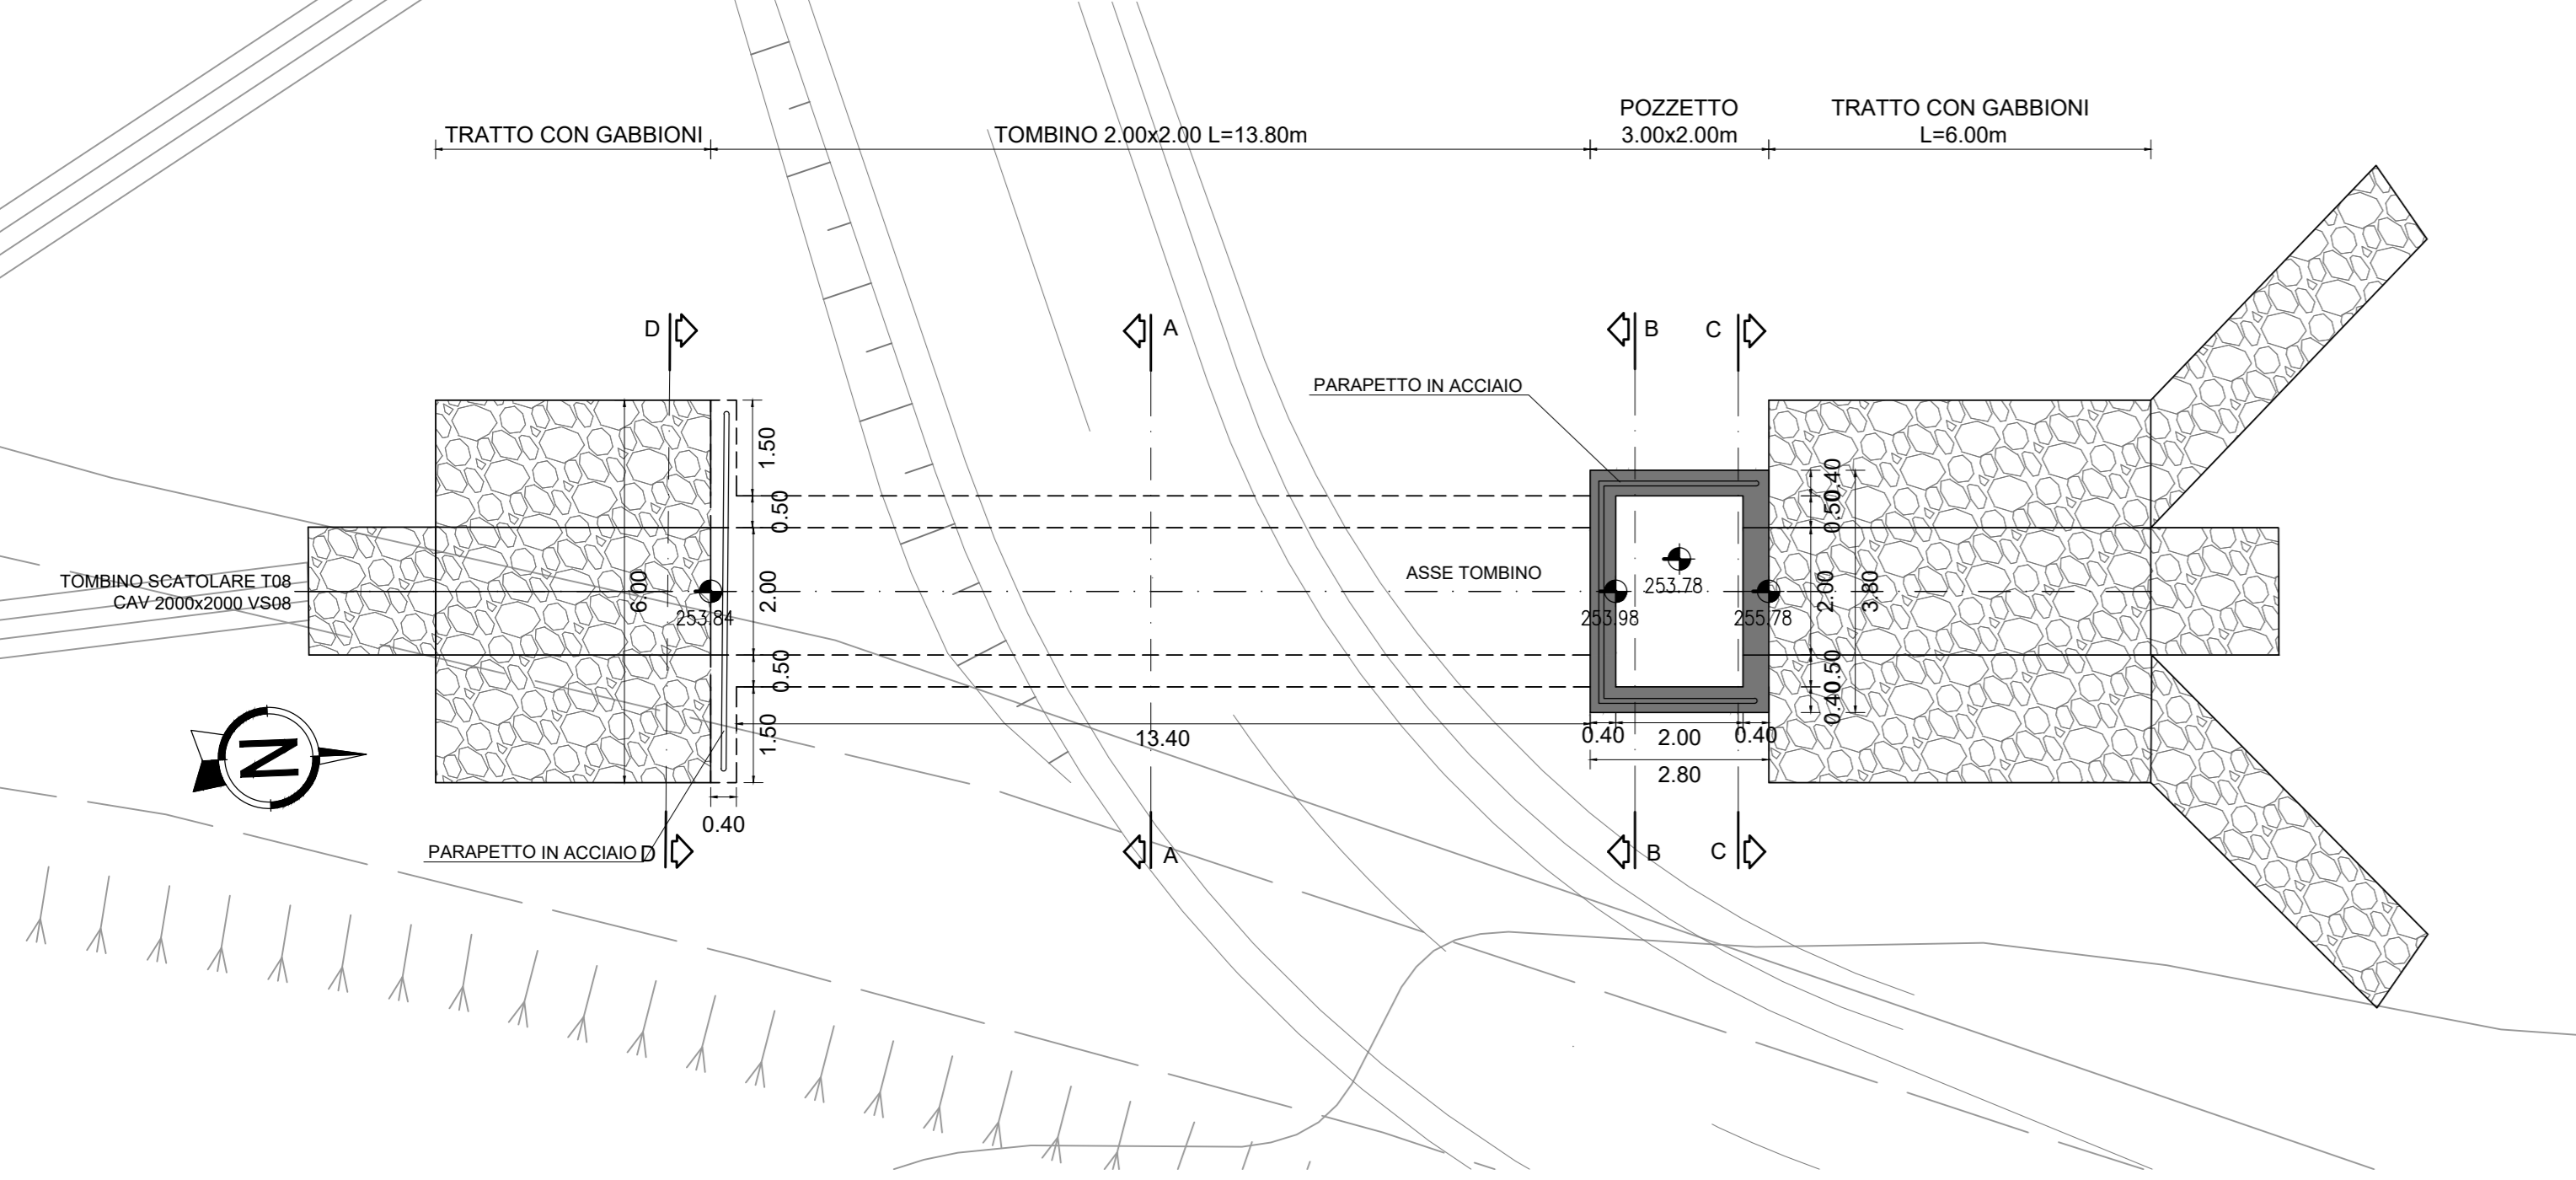 POZZETTO
TRATTO CON GABBIONI
TRATTO CON GABBIONI
TOMBINO 2.00x2.00 L=13.80m
3.00x2.00m
L=6.00m
D
A
B
C
PARAPETTO IN ACCIAIO
1.50
0.50
2.00
0.50
1.50
6.00
0.40
0.50
2.00
3.80
0.50
0.40
ASSE TOMBINO
TOMBINO SCATOLARE T08
CAV 2000x2000 VS08
253.84
253.78
253.98
255.78
N
13.40
0.40
2.00
0.40
2.80
0.40
PARAPETTO IN ACCIAIO
D
A
B
C